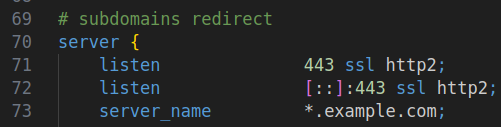 69 # subdomains redirect
70 server {
71 listen 443 ssl http2;
72 listen [::]:443 ssl http2;
73 server_name *.example.com;